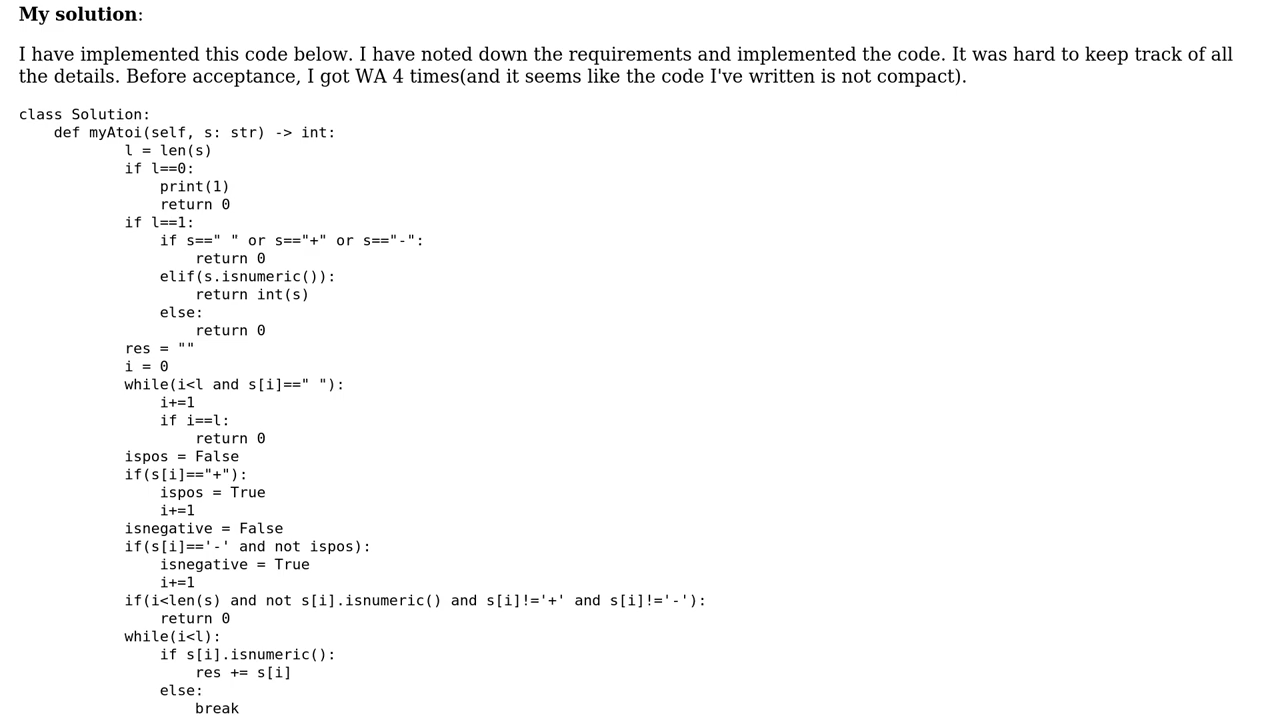 My solution:
I have implemented this code below. I have noted down the requirements and implemented the code. It was hard to keep track of all
the details. Before acceptance, I got WA 4 times(and it seems like the code I've written is not compact).
class Solution:
    def myAtoi(self, s: str) -> int:
            l = len(s)
            if l==0:
                print(1)
                return 0
            if l==1:
                if s==" " or s=="+" or s=="-":
                    return 0
                elif(s.isnumeric()):
                    return int(s)
                else:
                    return 0
            res = ""
            i = 0
            while(i<l and s[i]==" "):
                i+=1
                if i==l:
                    return 0
            ispos = False
            if(s[i]=="+"):
                ispos = True
                i+=1
            isnegative = False
            if(s[i]=='-' and not ispos):
                isnegative = True
                i+=1
            if(i<len(s) and not s[i].isnumeric() and s[i]!='+' and s[i]!='-'):
                return 0
            while(i<l):
                if s[i].isnumeric():
                    res += s[i]
                else:
                    break